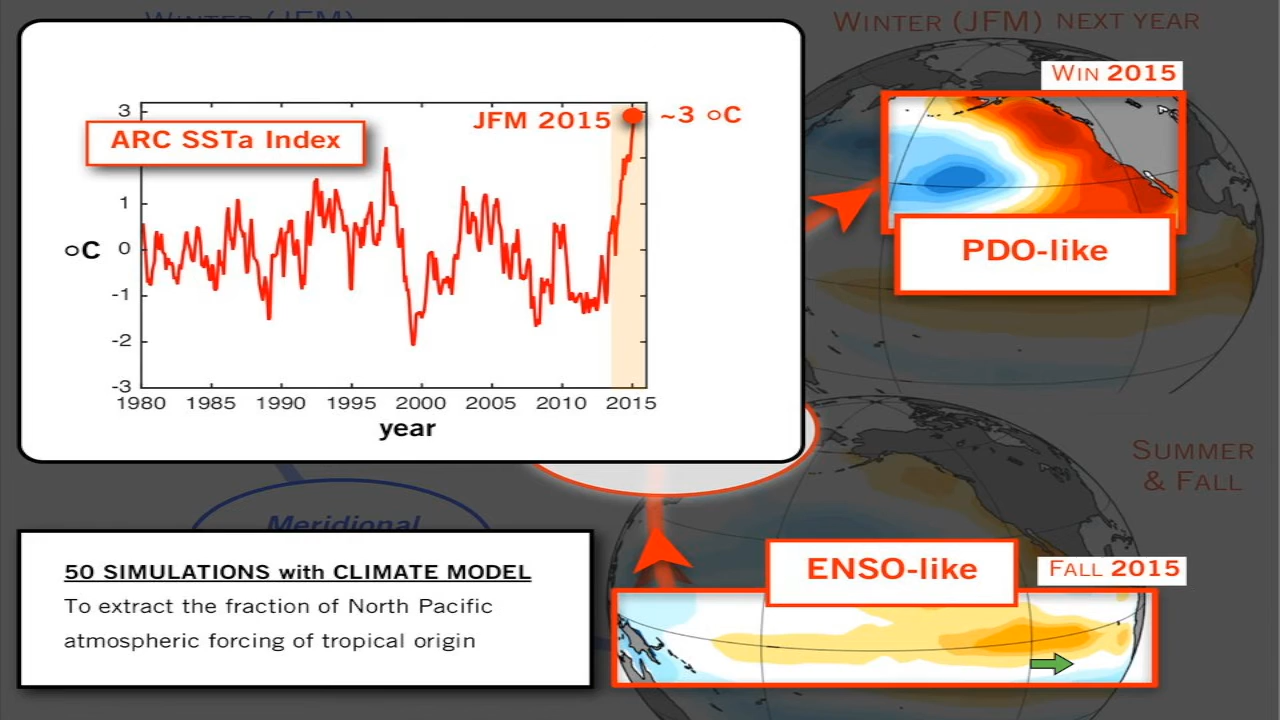 WINTER (JFM)
WINTER (JFM) NEXT YEAR
WIN 2015
3
JFM 2015
~3 °C
ARC SSTa Index
1
0
-1
-2
-3
°C
1980 1985 1990 1995 2000 2005 2010 2015
year
PDO-like
SUMMER
& FALL
Meridional
ENSO-like
FALL 2015
50 SIMULATIONS with CLIMATE MODEL
To extract the fraction of North Pacific
atmospheric forcing of tropical origin